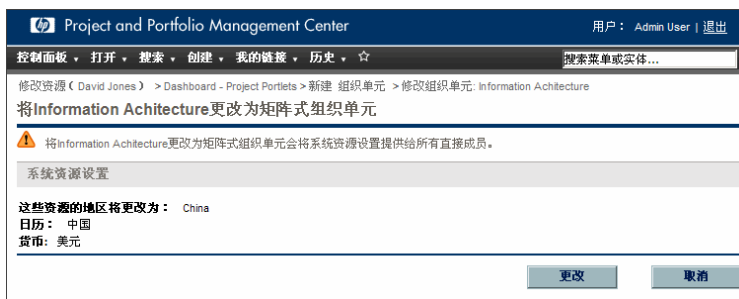 hp Project and Portfolio Management Center 用户： Admin User | 退出
控制面板 打开 搜索 创建 我的链接 历史 搜索菜单或实体...
修改资源 ( David Jones ) > Dashboard - Project Portlets > 新建 组织单元 > 修改组织单元: Information Achitecture
将Information Achitecture更改为矩阵式组织单元
将Information Achitecture更改为矩阵式组织单元会将系统资源设置提供给所有直接成员。
系统资源设置
这些资源的地区将更改为： China
日历： 中国
货币: 美元
更改 取消